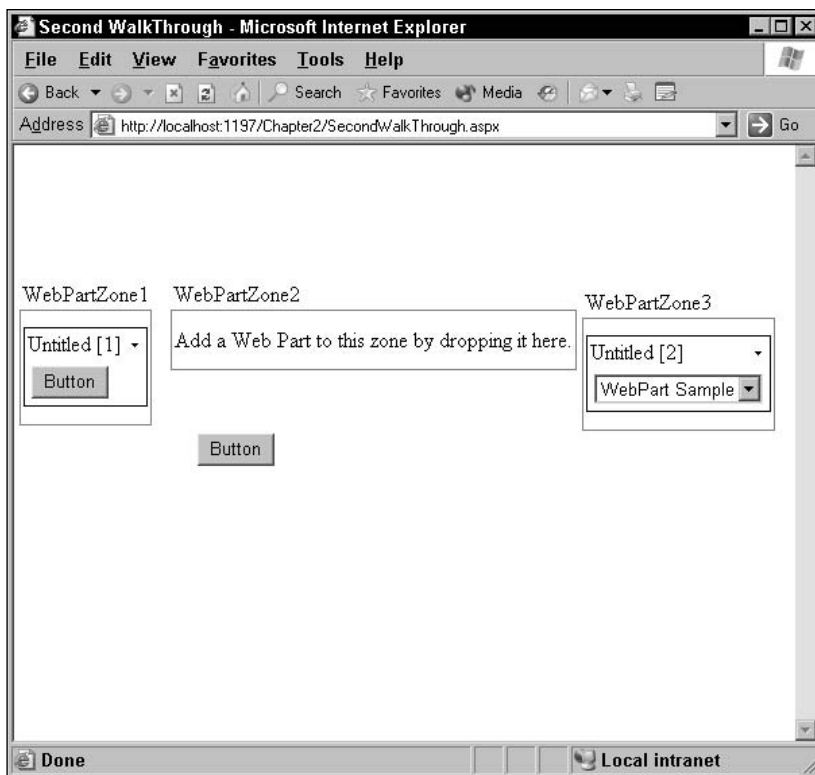 Second WalkThrough - Microsoft Internet Explorer
File Edit View Favorites Tools Help
Back Search Favorites Media
Address http://localhost:1197/Chapter2/SecondWalkThrough.aspx Go
WebPartZone1 WebPartZone2 WebPartZone3
Untitled [1] Add a Web Part to this zone by dropping it here. Untitled [2]
Button WebPart Sample
Button
Done Local intranet